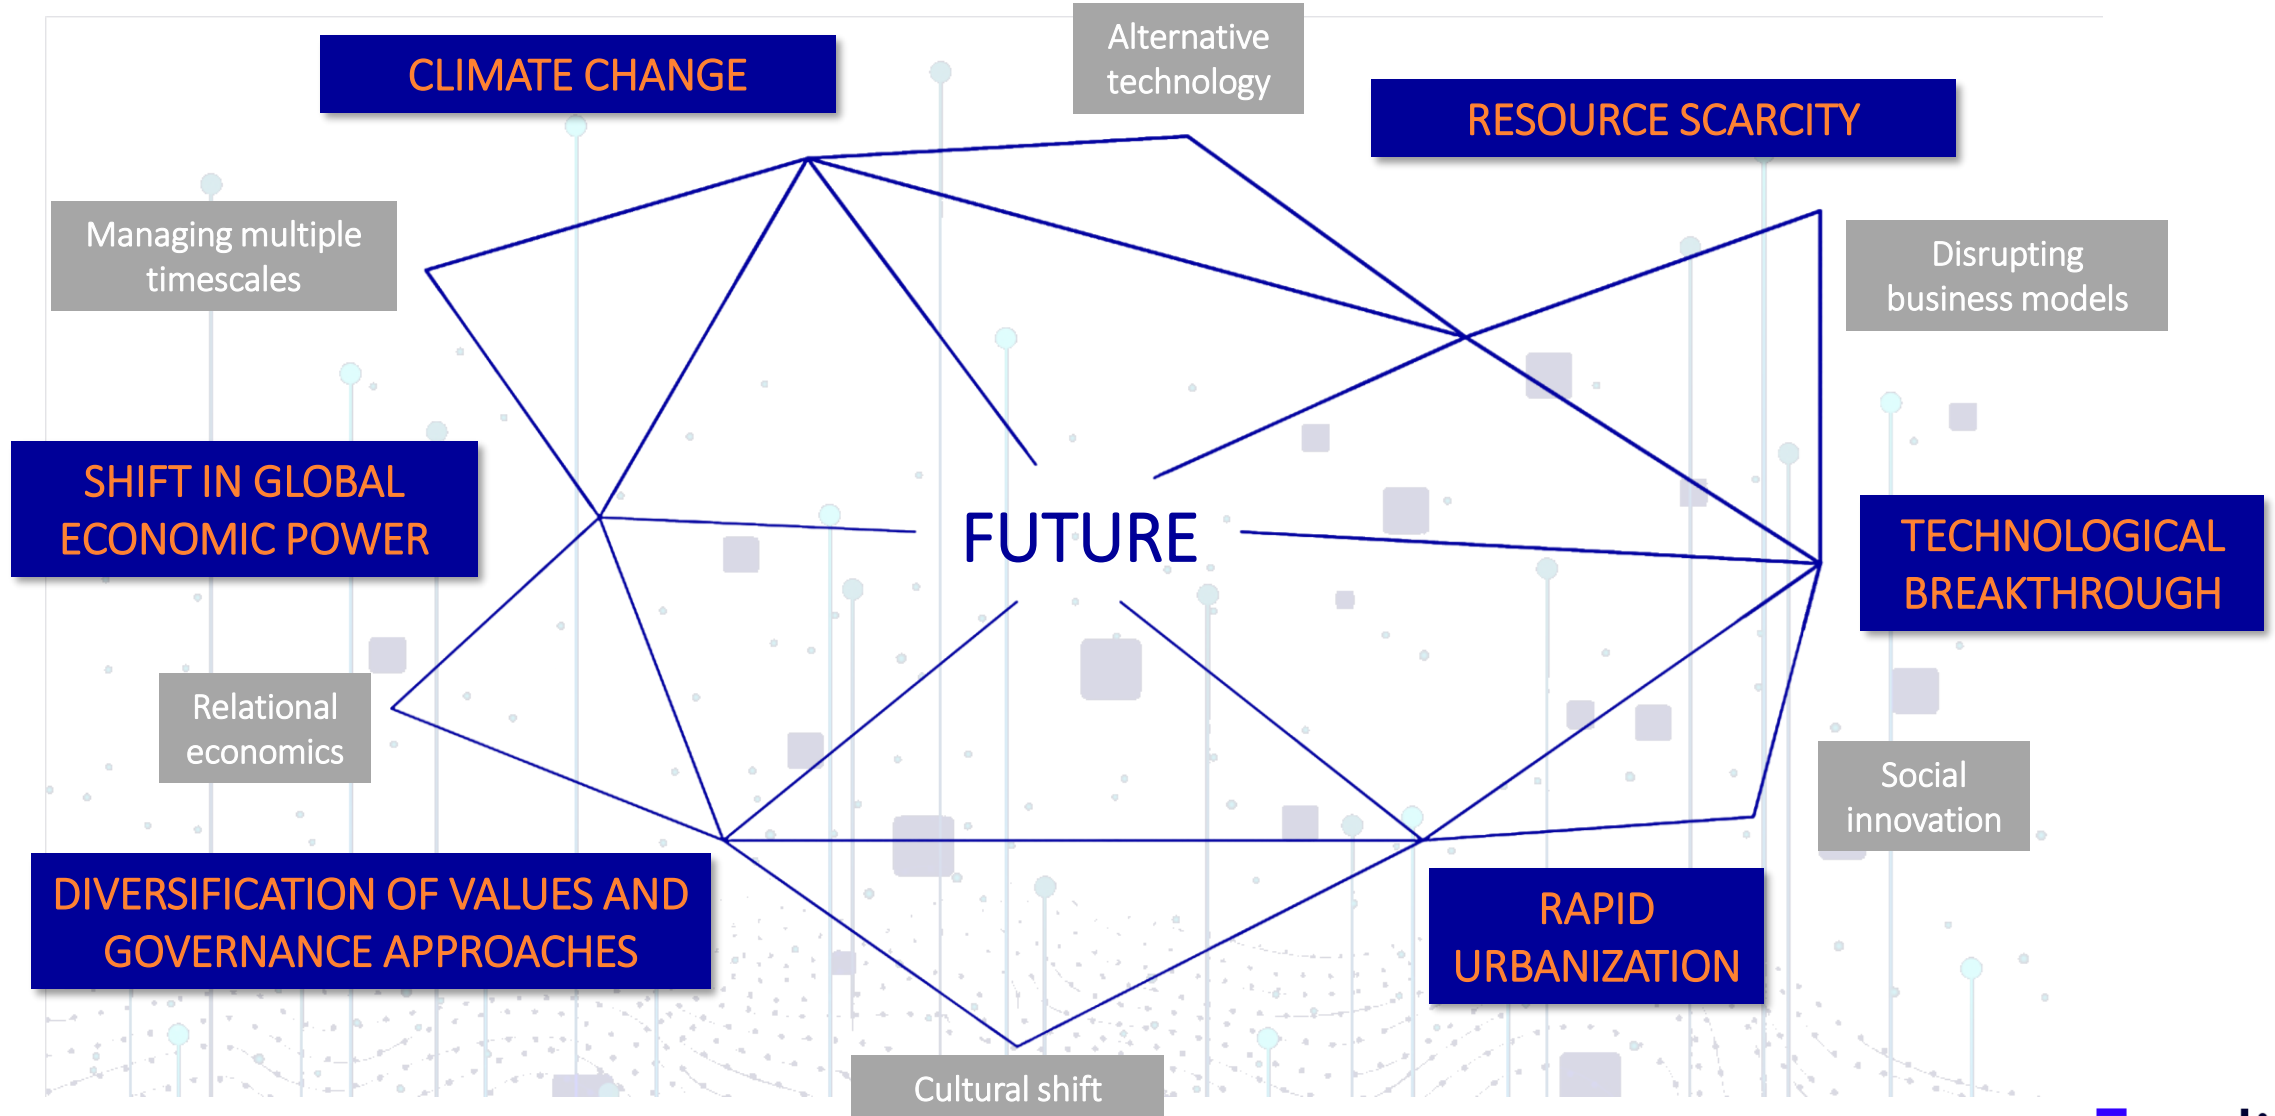 Alternative
technology
CLIMATE CHANGE
RESOURCE SCARCITY
Managing multiple
timescales
Disrupting
business models
SHIFT IN GLOBAL
ECONOMIC POWER
FUTURE
TECHNOLOGICAL
BREAKTHROUGH
Relational
economics
Social
innovation
DIVERSIFICATION OF VALUES AND
GOVERNANCE APPROACHES
RAPID
URBANIZATION
Cultural shift